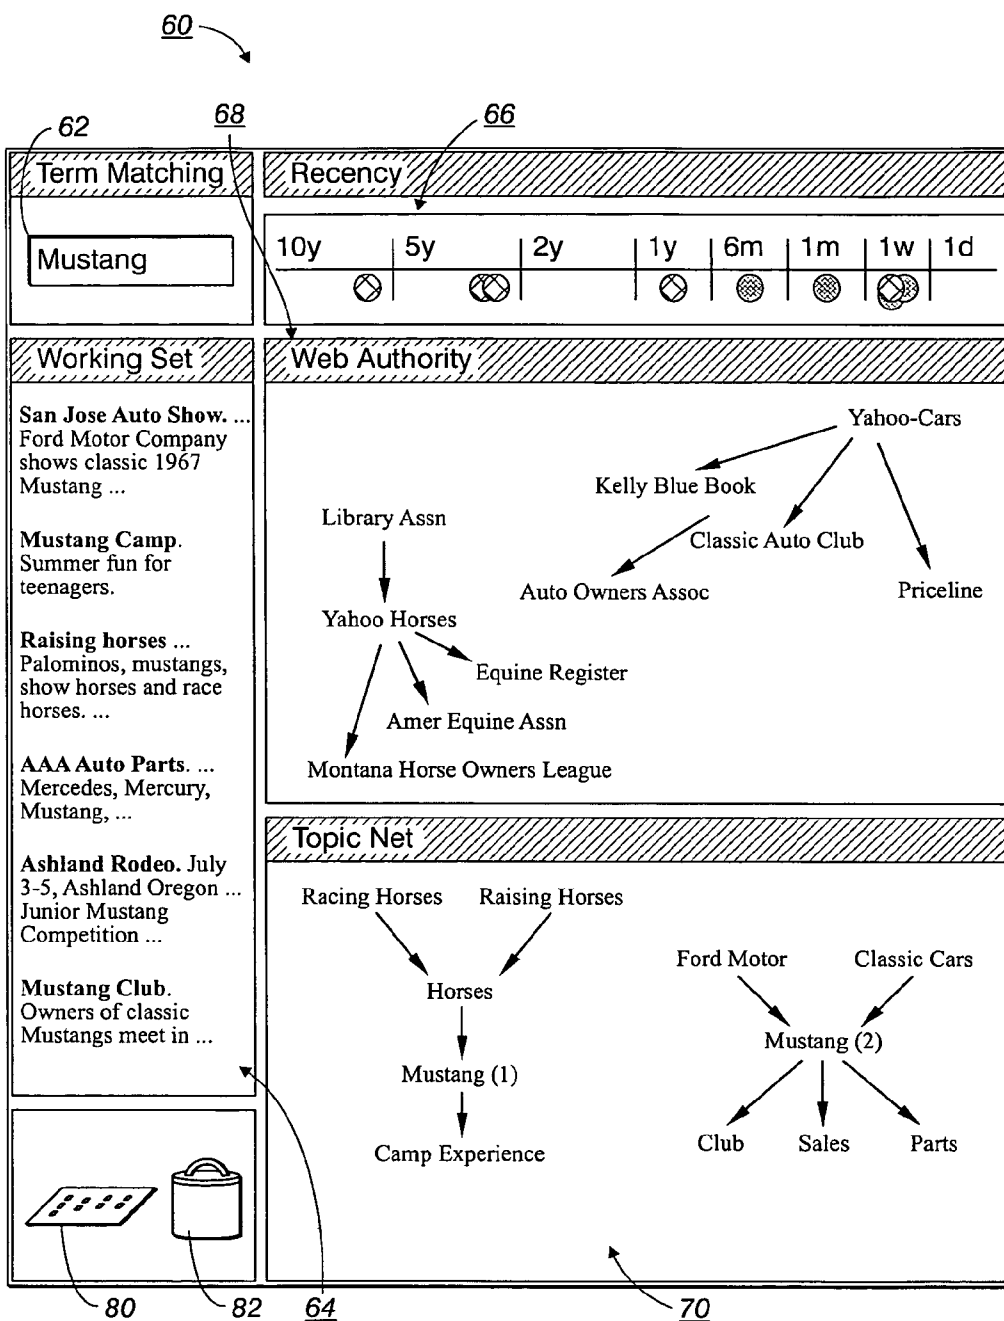 60
62
68
66
Term Matching
Recency
Mustang
10y 5y 2y 1y 6m 1m 1w 1d
Working Set
Web Authority
San Jose Auto Show. ...
Ford Motor Company
shows classic 1967
Mustang ...
Mustang Camp.
Summer fun for
teenagers.
Raising horses ...
Palominos, mustangs,
show horses and race
horses. ...
AAA Auto Parts. ...
Mercedes, Mercury,
Mustang, ...
Ashland Rodeo. July
3-5, Ashland Oregon ...
Junior Mustang
Competition ...
Mustang Club.
Owners of classic
Mustangs meet in ...
Yahoo-Cars
Kelly Blue Book
Library Assn
Classic Auto Club
Auto Owners Assoc
Priceline
Yahoo Horses
Equine Register
Amer Equine Assn
Montana Horse Owners League
Topic Net
Racing Horses
Raising Horses
Ford Motor
Classic Cars
Horses
Mustang (2)
Mustang (1)
Club
Sales
Parts
Camp Experience
80
82
64
70